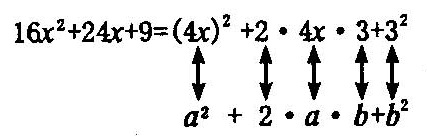 16x²+24x+9=(4x)²+2・4x・3+3²
a² + 2・a・b+b²